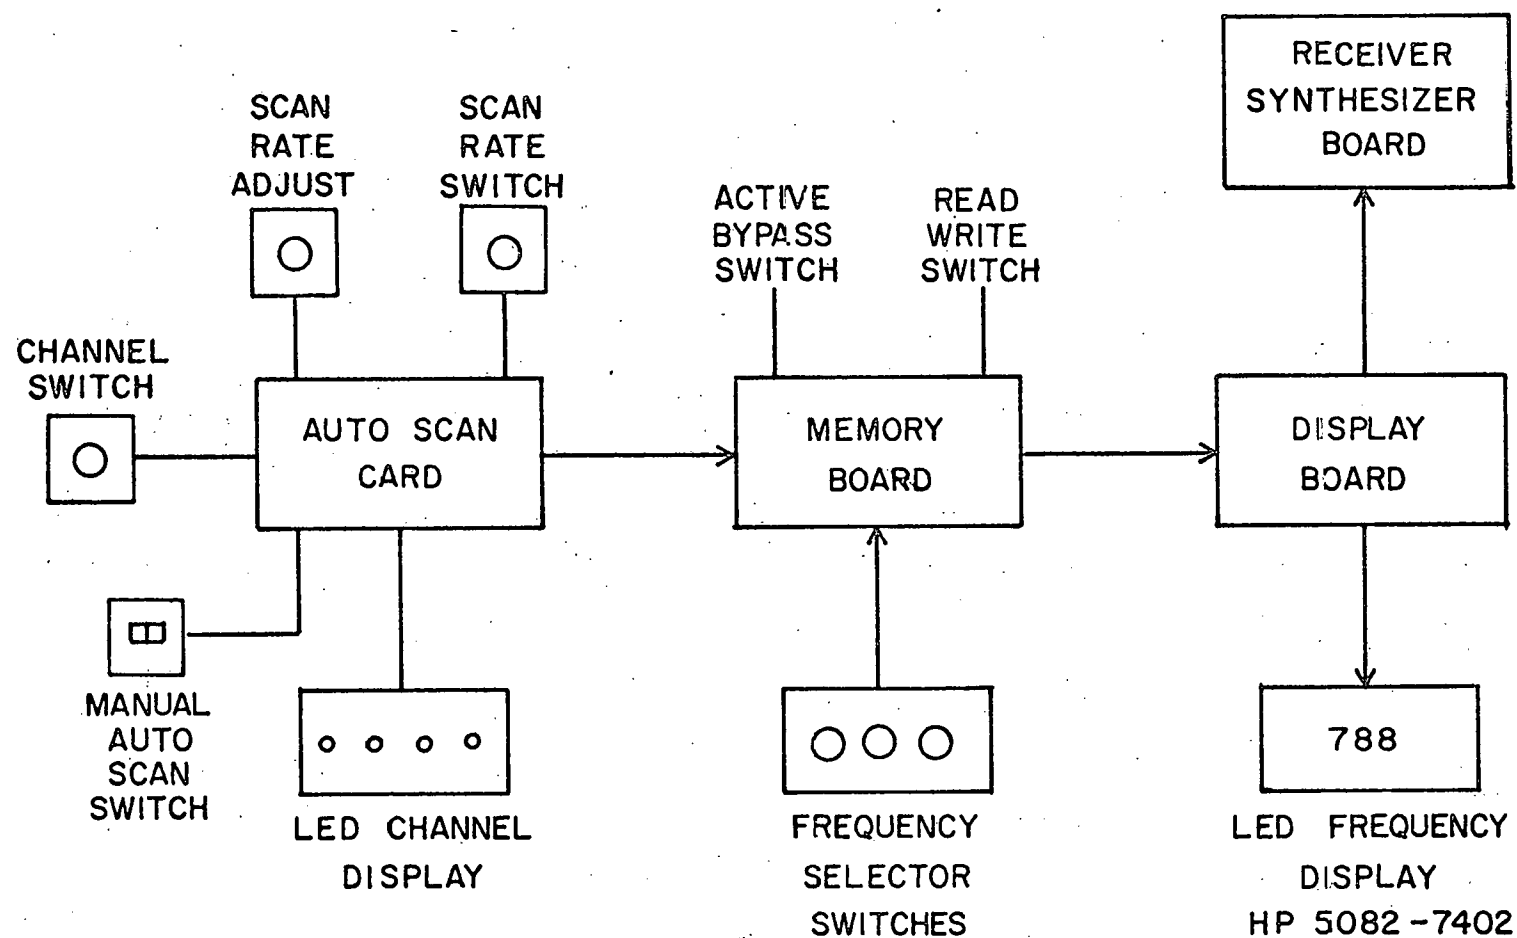 RECEIVER
SYNTHESIZER
BOARD
SCAN
RATE
ADJUST
SCAN
RATE
SWITCH
ACTIVE
BYPASS
SWITCH
READ
WRITE
SWITCH
CHANNEL
SWITCH
AUTO SCAN
CARD
MEMORY
BOARD
DISPLAY
BOARD
MANUAL
AUTO
SCAN
SWITCH
LED CHANNEL
DISPLAY
FREQUENCY
SELECTOR
SWITCHES
788
LED FREQUENCY
DISPLAY
HP 5082-7402